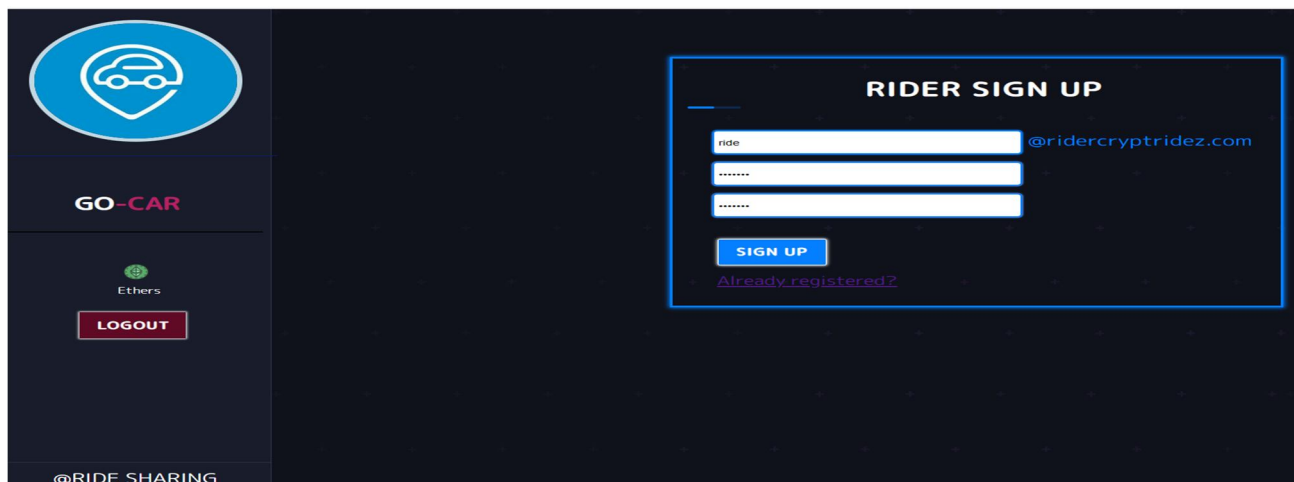 GO-CAR
Ethers
LOGOUT
@RIDE SHARING
RIDER SIGN UP
ride @ridercryptridez.com
.......
.......
SIGN UP
Already registered?